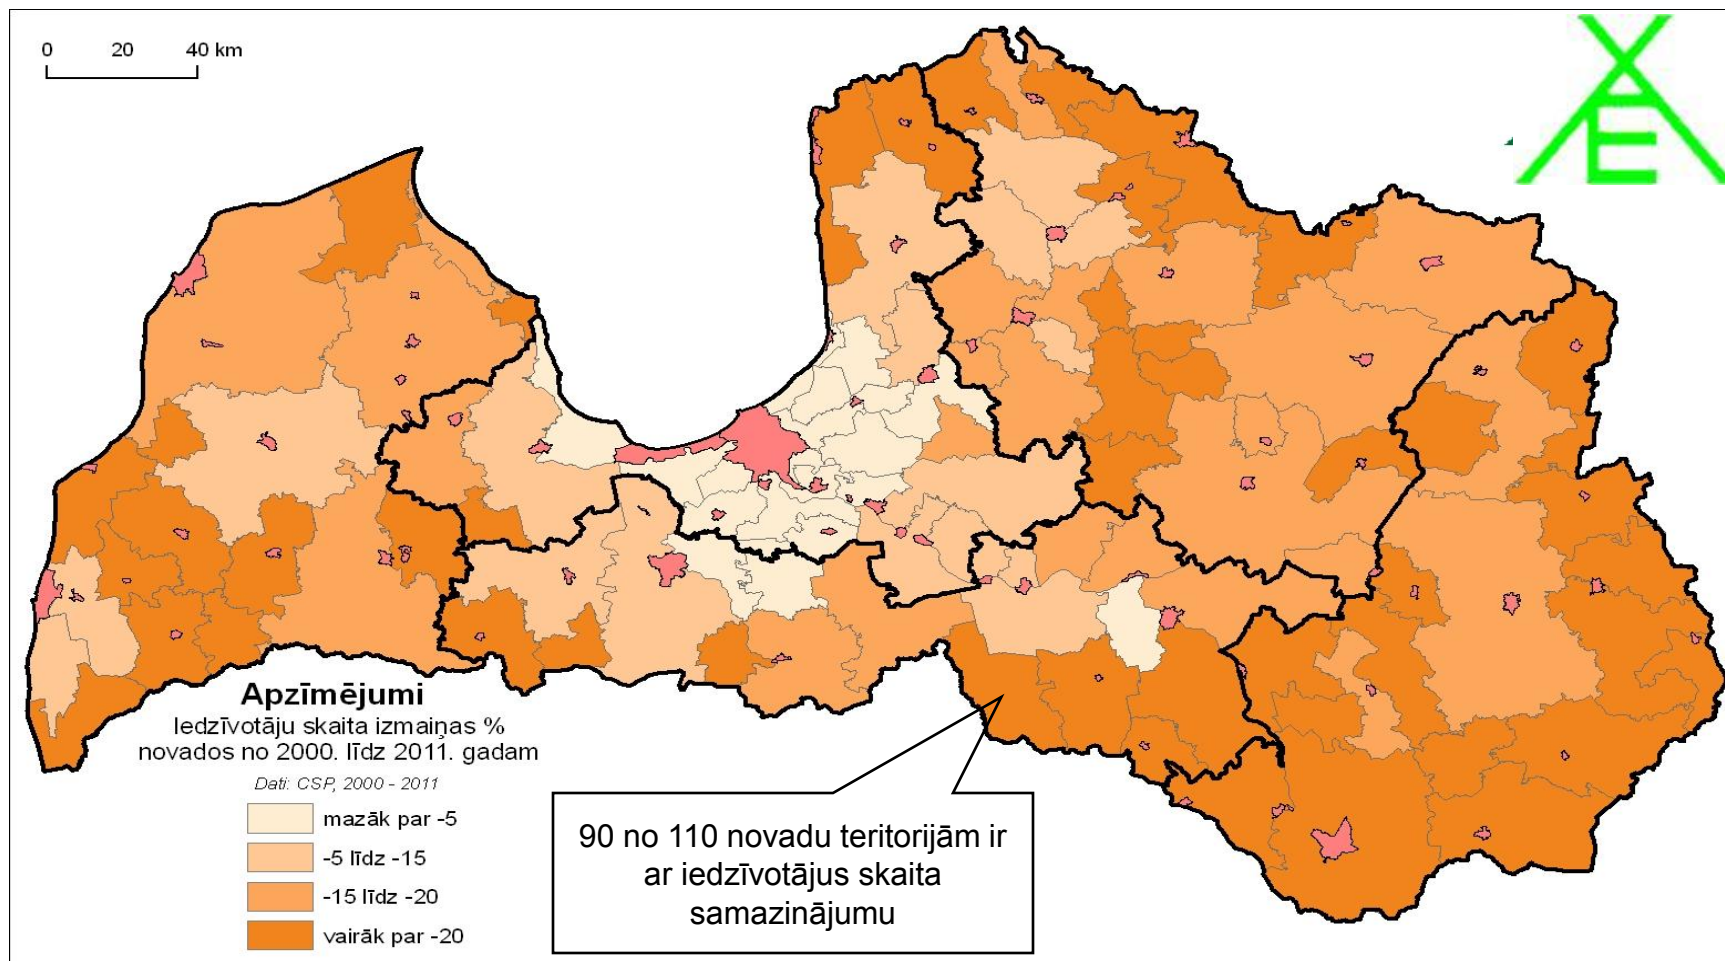 0 20 40 km
Apzīmējumi
Iedzīvotāju skaita izmaiņas %
novados no 2000. līdz 2011. gadam
Dati: CSP, 2000 - 2011
mazāk par -5
-5 līdz -15
-15 līdz -20
vairāk par -20
90 no 110 novadu teritorijām ir
ar iedzīvotājus skaita
samazinājumu